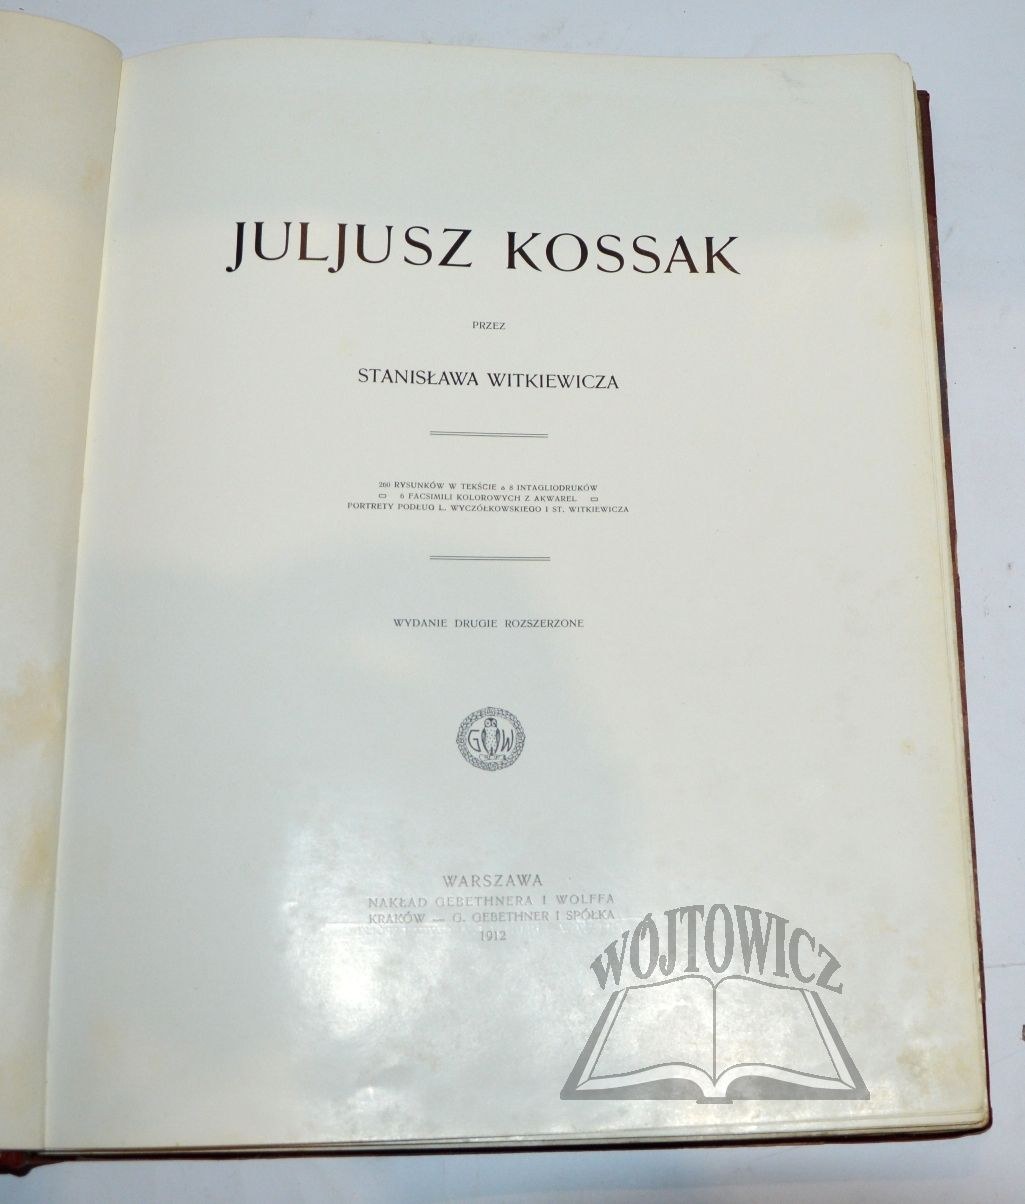 JULJUSZ KOSSAK
PRZEZ
STANISŁAWA WITKIEWICZA
260 RYSUNKÓW W TEKŚCIE 8 INTAGLIODRUKÓW
6 FACSIMILI KOLOROWYCH Z AKWAREL
PORTRETY PODŁUG L. WYCZÓŁKOWSKIEGO I ST. WITKIEWICZA
WYDANIE DRUGIE ROZSZERZONE
G W
WARSZAWA
NAKŁAD GEBETHNERA I WOLFFA
KRAKÓW — G. GEBETHNER I SPÓŁKA
1912
WÓJTOWICZ